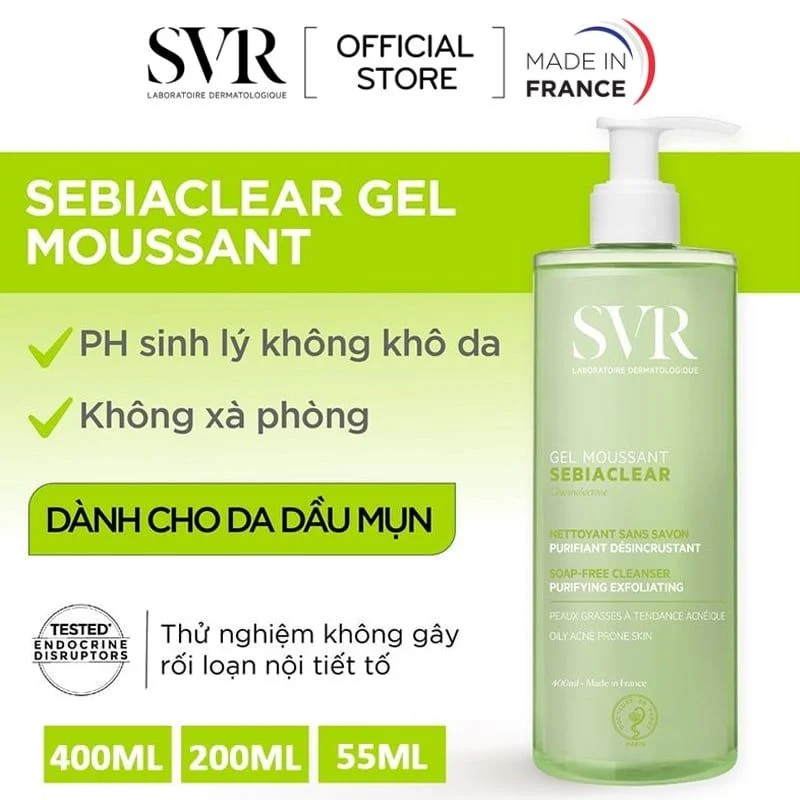 SVR
LABORATOIRE DERMATOLOGIQUE
OFFICIAL
STORE
MADE IN
FRANCE
SEBIACLEAR GEL
MOUSSANT
PH sinh lý không khô da
Không xà phòng
DÀNH CHO DA DẦU MỤN
TESTED*
ENDOCRINE
DISRUPTORS
Thử nghiệm không gây
rối loạn nội tiết tố
400ML
200ML
55ML
SVR
LABORATOIRE DERMATOLOGIQUE
GEL MOUSSANT
SEBIACLEAR
Gluconolactone
NETTOYANT SANS SAVON
PURIFIANT DÉSINCRUSTANT
SOAP-FREE CLEANSER
PURIFYING EXFOLIATING
PEAUX GRASSES À TENDANCE ACNÉIQUE
OILY ACNE PRONE SKIN
400ml - Made in France